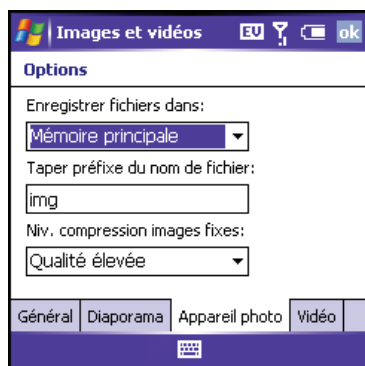 Images et vidéos EU ok
Options
Enregistrer fichiers dans:
Mémoire principale
Taper préfixe du nom de fichier:
img
Niv. compression images fixes:
Qualité élevée
Général Diaporama Appareil photo Vidéo